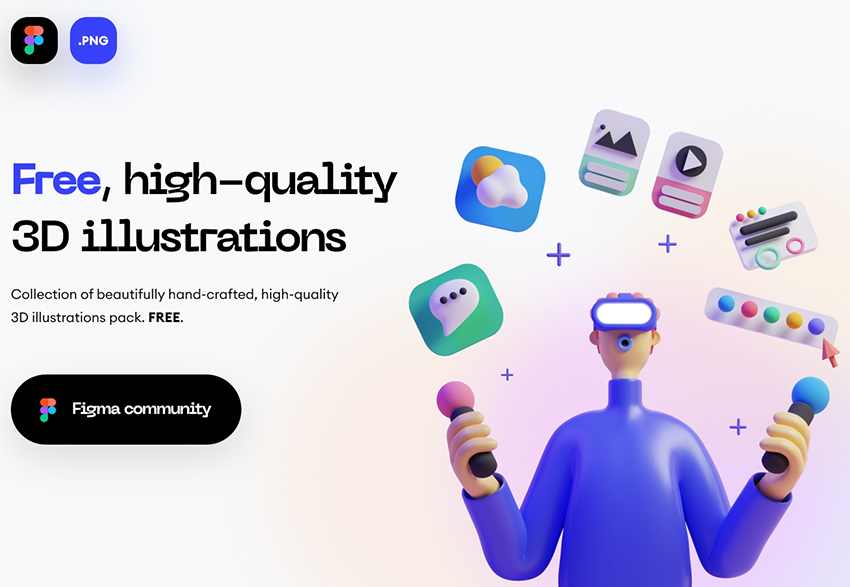 .PNG
Free, high-quality
3D illustrations
Collection of beautifully hand-crafted, high-quality
3D illustrations pack. FREE.
Figma community